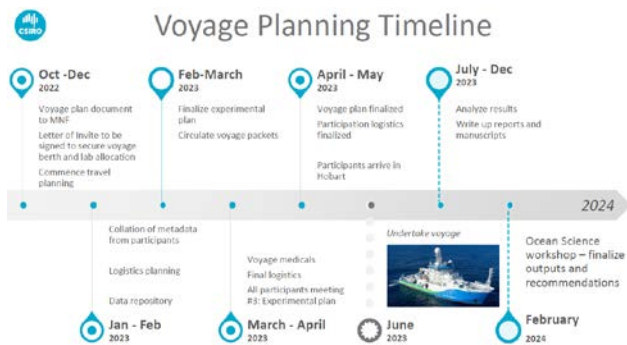 CSIRO
Voyage Planning Timeline
Oct -Dec
2022
Voyage plan document
to MNF
Letter of Invite to be
signed to secure voyage
berth and lab allocation
Commence travel
planning
Feb-March
2023
Finalize experimental
plan
Circulate voyage packets
April - May
2023
Voyage plan finalized
Participation logistics
finalized
Participants arrive in
Hobart
July - Dec
2023
Analyze results
Write up reports and
manuscripts
2024
Collation of metadata
from participants
Logistics planning
Data repository
Jan - Feb
2023
Voyage medicals
Final logistics
All participants meeting
#3: Experimental plan
March - April
2023
Undertake voyage
June
2023
Ocean Science
workshop – finalize
outputs and
recommendations
February
2024